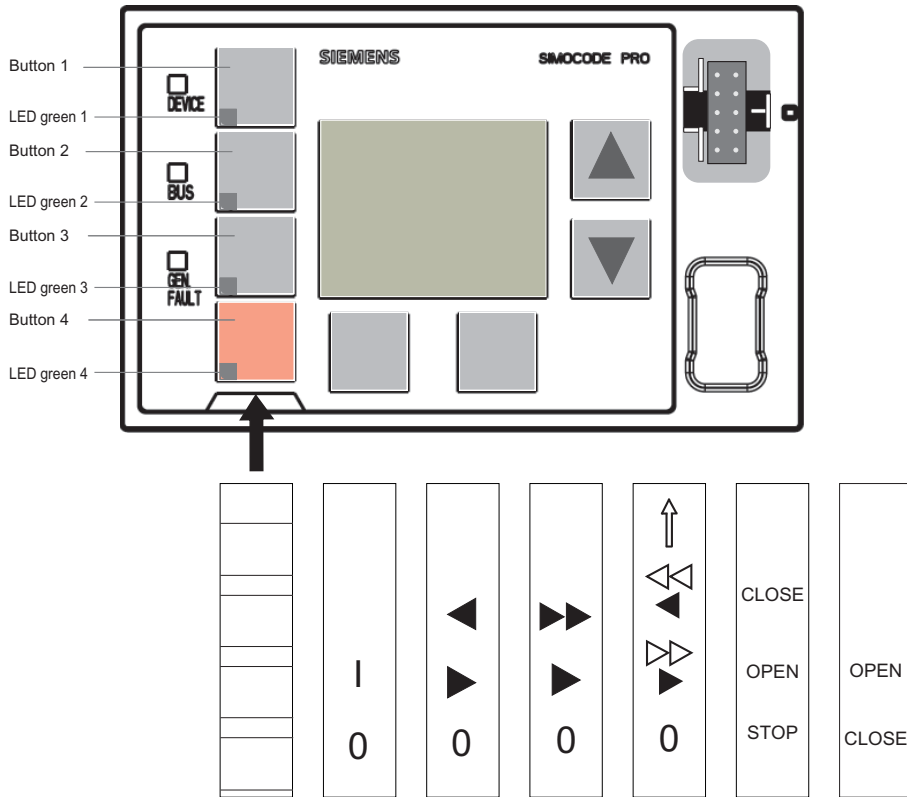 SIEMENS
SIMOCODE PRO
Button 1
DEVICE
LED green 1
Button 2
BUS
LED green 2
Button 3
GEN.
FAULT
LED green 3
Button 4
LED green 4
CLOSE
I
OPEN
OPEN
0
0
0
0
STOP
CLOSE